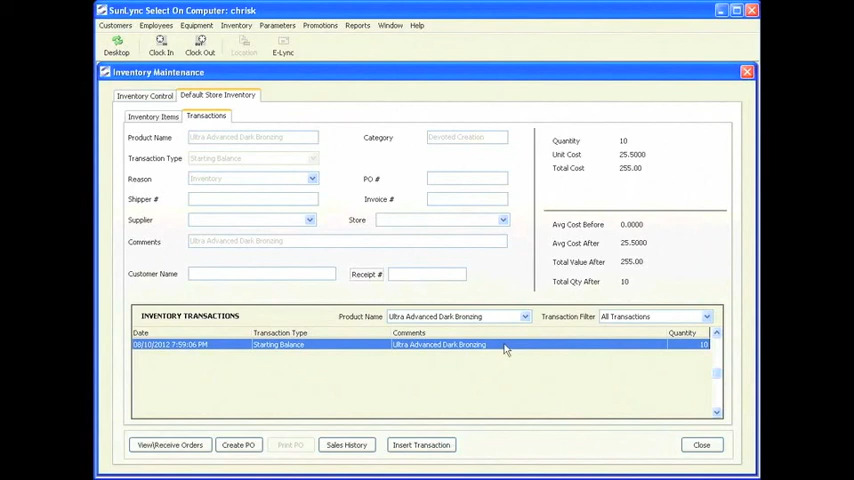 SunLync Select On Computer: chrisk
Customers Employees Equipment Inventory Parameters Promotions Reports Window Help
Desktop Clock In Clock Out Location E-Lync
Inventory Maintenance
Inventory Control Default Store Inventory
Inventory Items Transactions
Product Name Ultra Advanced Dark Bronzing Category Devoted Creation
Quantity 10
Transaction Type Starting Balance
Unit Cost 25.5000
Total Cost 255.00
Reason Inventory PO #
Shipper # Invoice #
Supplier Store
Avg Cost Before 0.0000
Comments Ultra Advanced Dark Bronzing
Avg Cost After 25.5000
Total Value After 255.00
Customer Name Receipt #
Total Qty After 10
INVENTORY TRANSACTIONS Product Name Ultra Advanced Dark Bronzing Transaction Filter All Transactions
Date Transaction Type Comments Quantity
08/10/2012 7:59:06 PM Starting Balance Ultra Advanced Dark Bronzing 10
View/Receive Orders Create PO Print PO Sales History Insert Transaction Close